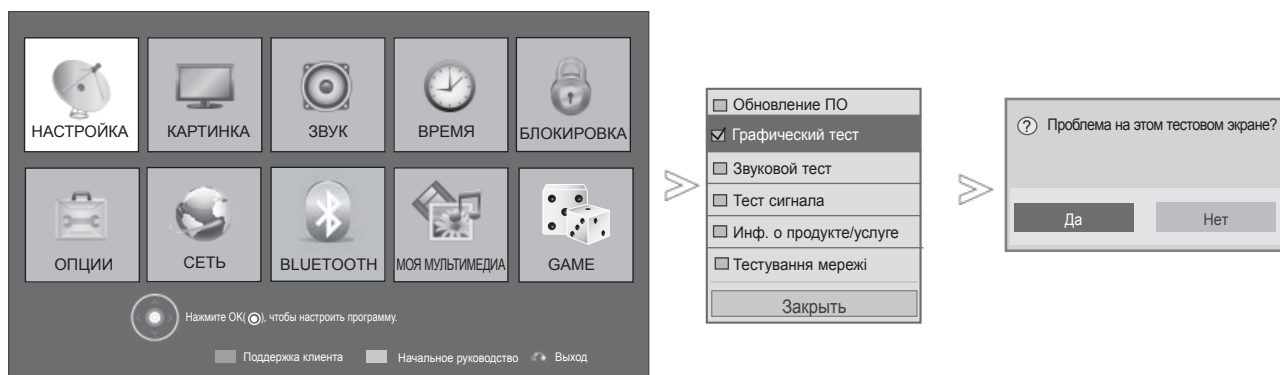 НАСТРОЙКА
КАРТИНКА
ЗВУК
ВРЕМЯ
БЛОКИРОВКА
ОПЦИИ
СЕТЬ
BLUETOOTH
МОЯ МУЛЬТИМЕДИА
GAME
Нажмите OK(), чтобы настроить программу.
Поддержка клиента Начальное руководство Выход
Обновление ПО
Графический тест
Звуковой тест
Тест сигнала
Инф. о продукте/услуге
Тестування мережі
Закрыть
? Проблема на этом тестовом экране?
Да Нет